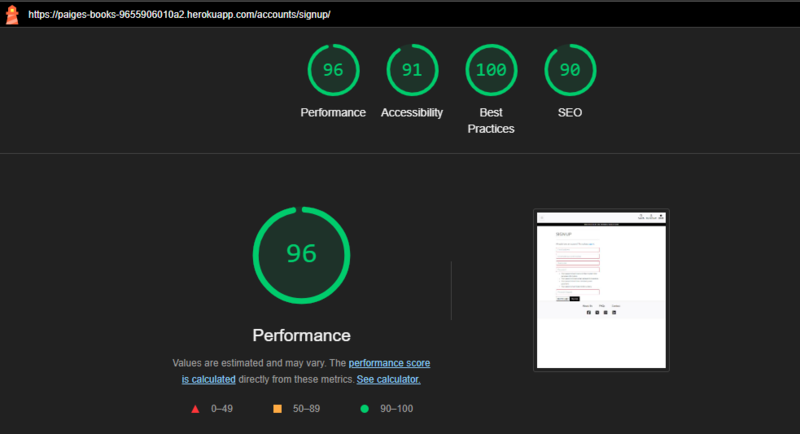 https://paiges-books-9655906010a2.herokuapp.com/accounts/signup/
96 91 100 90
Performance Accessibility Best Practices SEO
96
Performance
Values are estimated and may vary. The performance score
is calculated directly from these metrics. See calculator.
0–49 50–89 90–100
SIGNUP